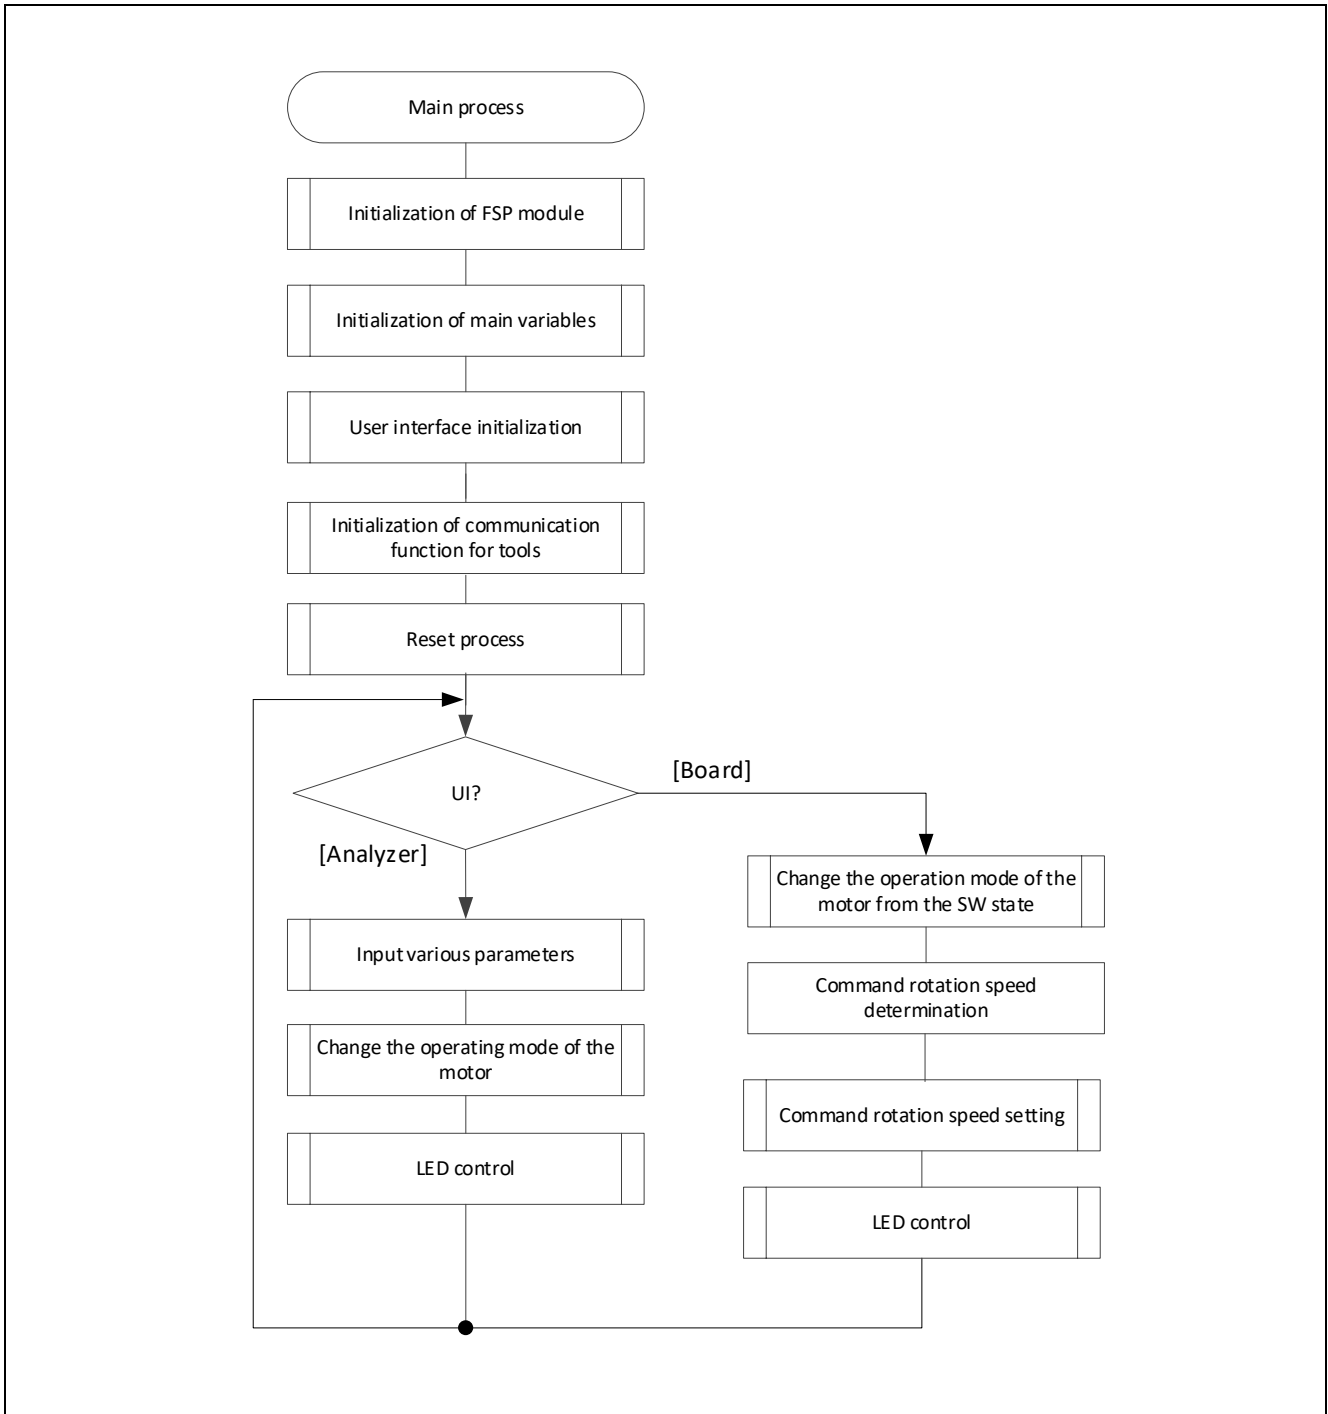 Main process
Initialization of FSP module
Initialization of main variables
User interface initialization
Initialization of communication
function for tools
Reset process
UI?
[Board]
[Analyzer]
Input various parameters
Change the operating mode of the
motor
LED control
Change the operation mode of the
motor from the SW state
Command rotation speed
determination
Command rotation speed setting
LED control